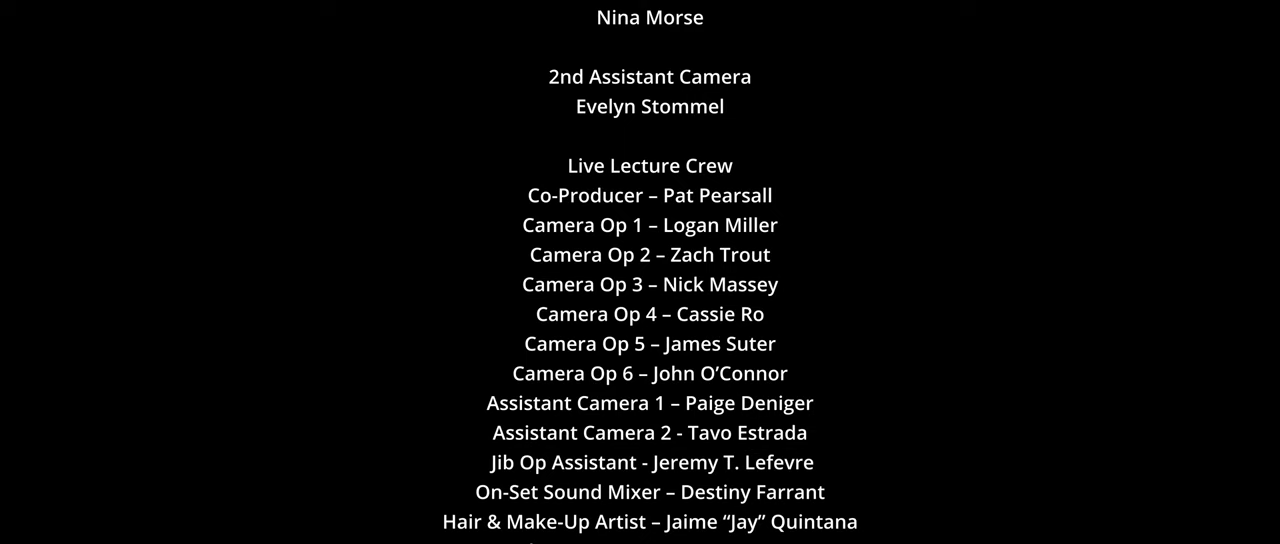 Nina Morse
2nd Assistant Camera
Evelyn Stommel
Live Lecture Crew
Co-Producer – Pat Pearsall
Camera Op 1 – Logan Miller
Camera Op 2 – Zach Trout
Camera Op 3 – Nick Massey
Camera Op 4 – Cassie Ro
Camera Op 5 – James Suter
Camera Op 6 – John O’Connor
Assistant Camera 1 – Paige Deniger
Assistant Camera 2 - Tavo Estrada
Jib Op Assistant - Jeremy T. Lefevre
On-Set Sound Mixer – Destiny Farrant
Hair & Make-Up Artist – Jaime “Jay” Quintana